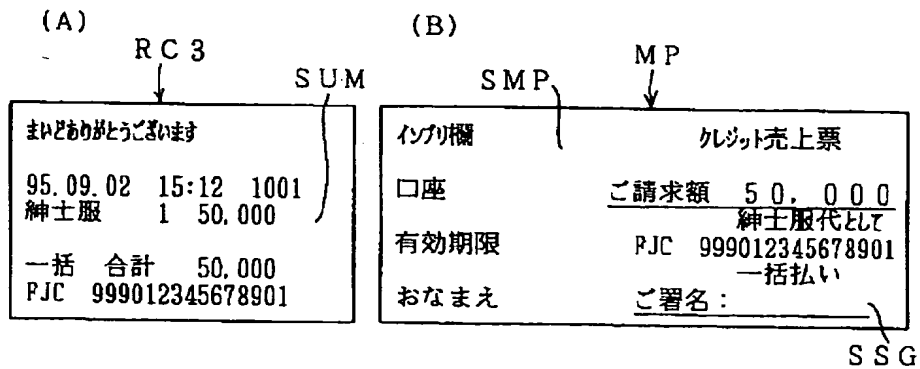 (A)
RC3
SUM
まいどありがとうございます
95.09.02 15:12 1001
紳士服 1 50,000
一括 合計 50,000
PJC 999012345678901
(B)
SMP
MP
インプリ欄 クレジット売上票
口座 ご請求額 50,000
紳士服代として
有効期限 PJC 999012345678901
一括払い
おなまえ ご署名:
SSG